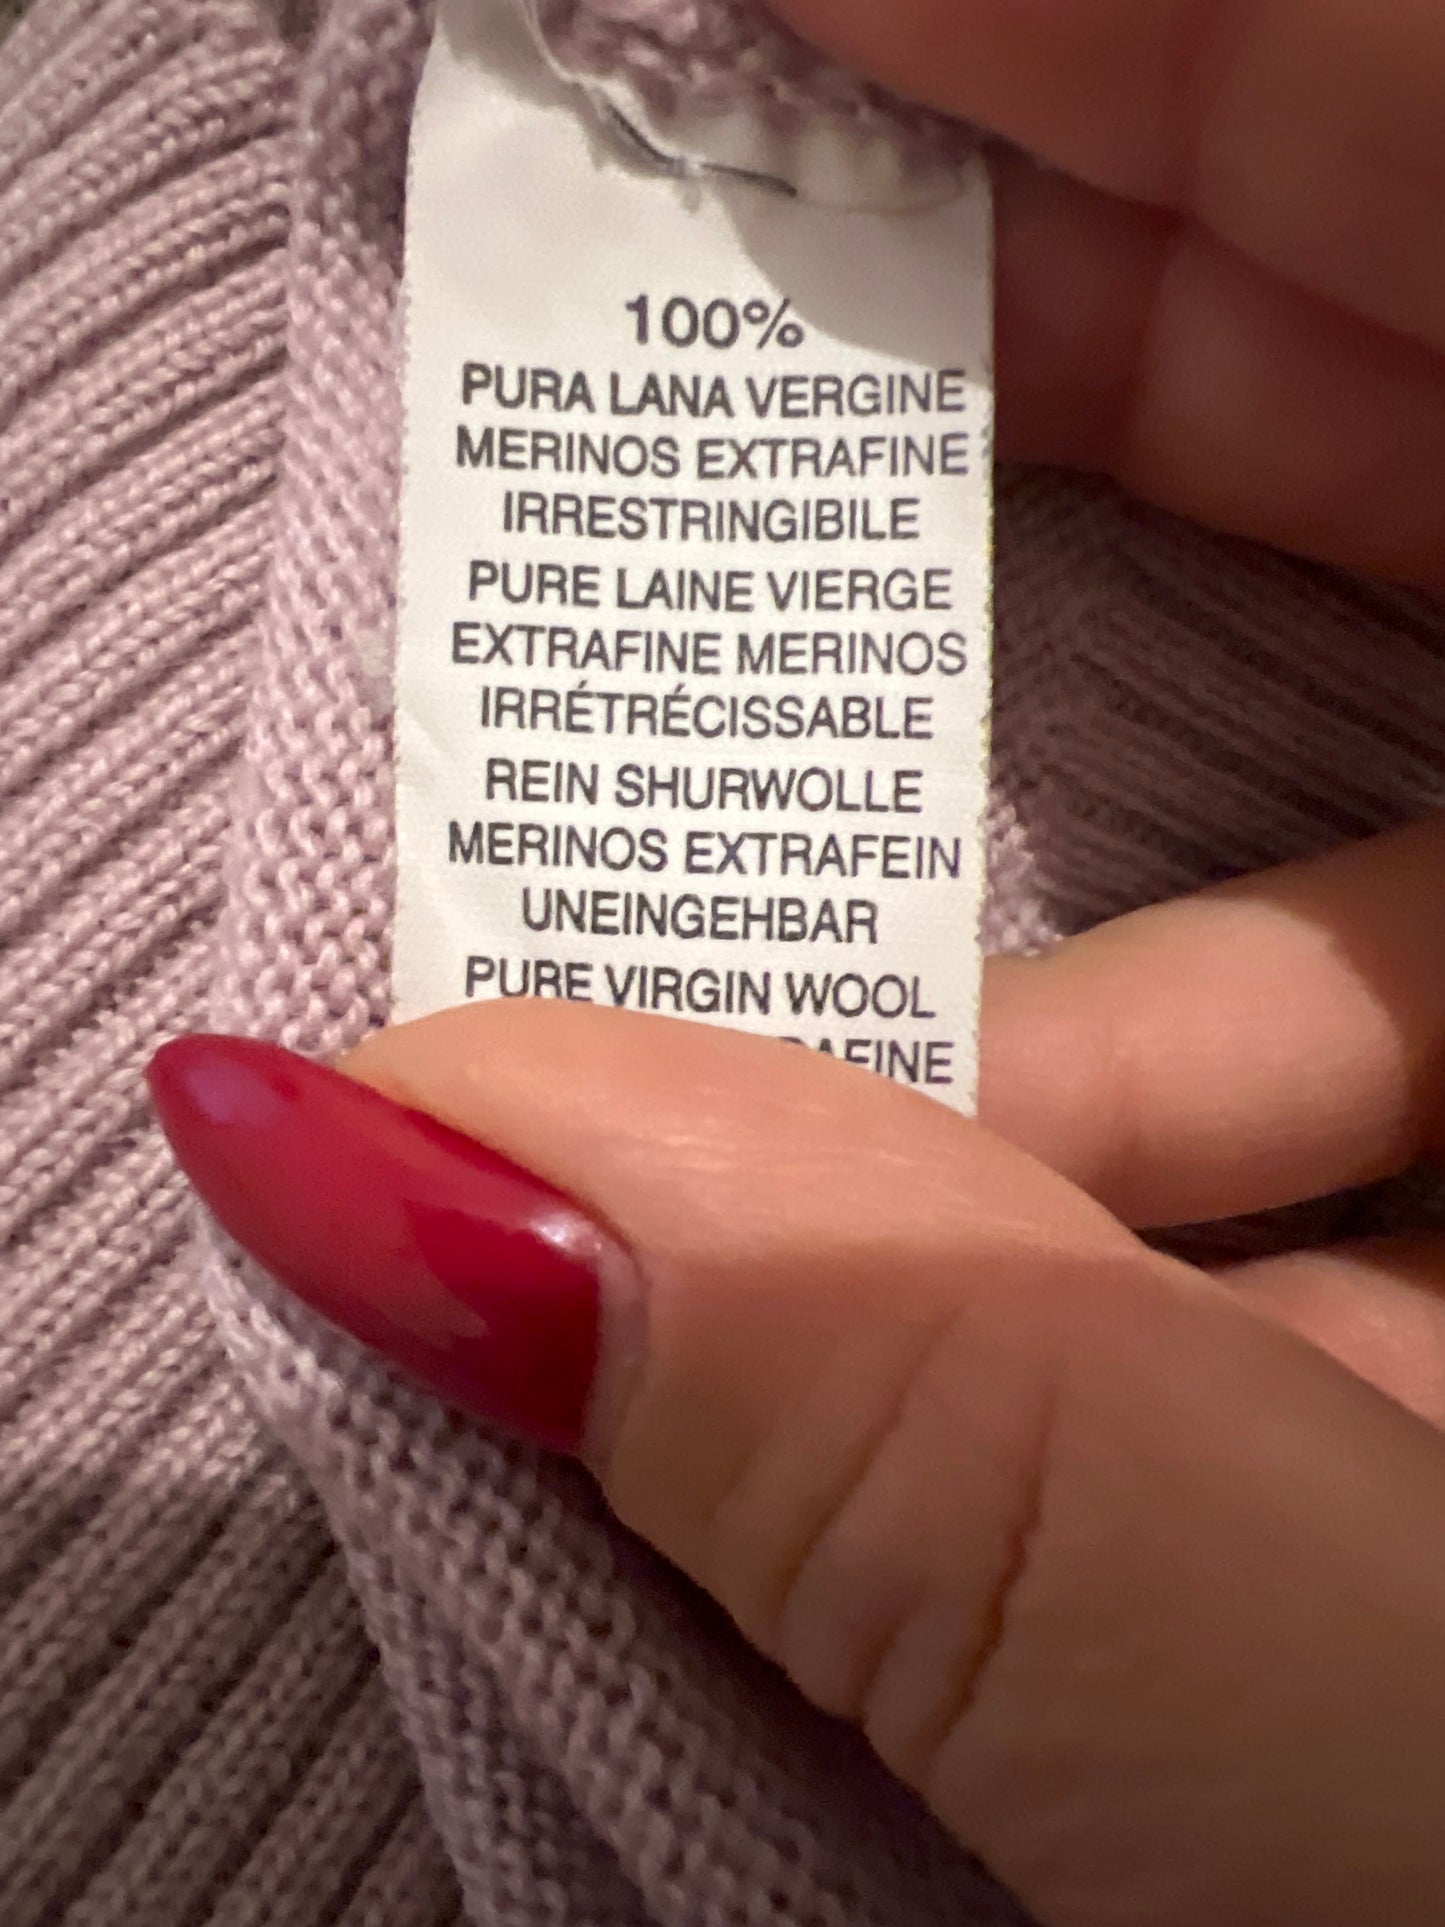 100%
PURA LANA VERGINE
MERINOS EXTRAFINE
IRRESTRINGIBILE
PURE LAINE VIERGE
EXTRAFINE MERINOS
IRRÉTRÉCISSABLE
REIN SHURWOLLE
MERINOS EXTRAFEIN
UNEINGEHBAR
PURE VIRGIN WOOL